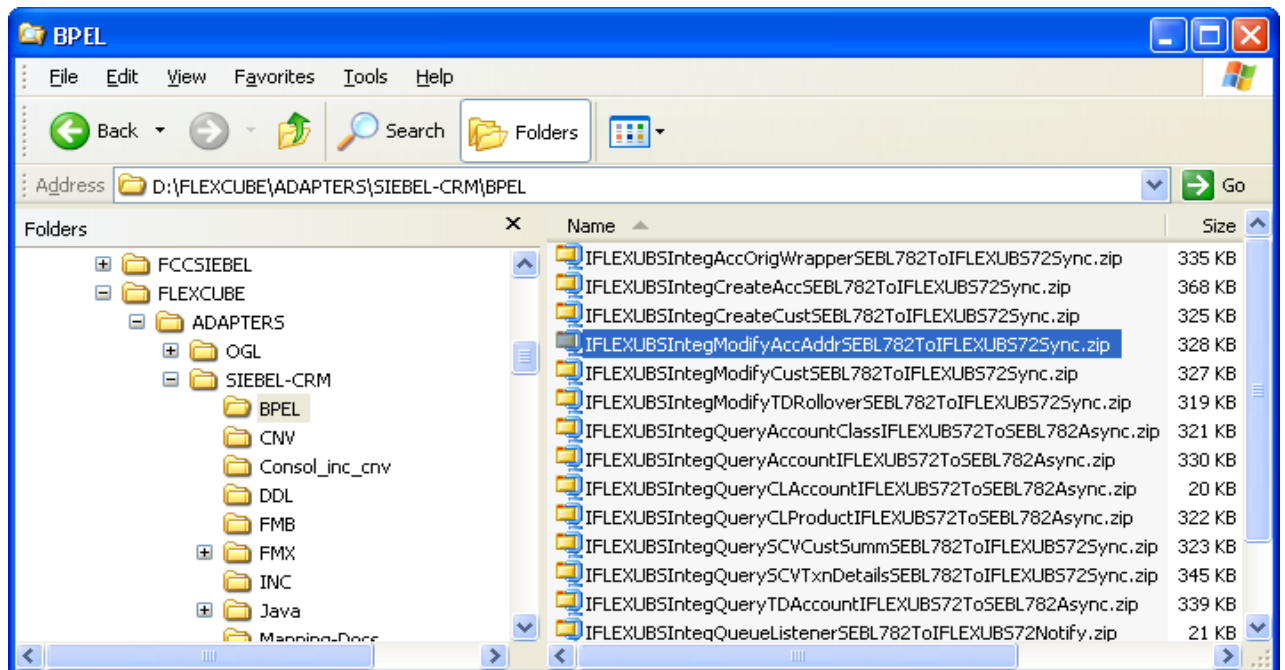 BPEL
File Edit View Favorites Tools Help
Back Search Folders
Address D:\FLEXCUBE\ADAPTERS\SIEBEL-CRM\BPEL Go
Folders X
FCCSIEBEL
FLEXCUBE
ADAPTERS
OGL
SIEBEL-CRM
BPEL
CNV
Consol_inc_cnv
DDL
FMB
FMX
INC
Java
Mapping-Docs
Name Size
IFLEXUBSIntegAccOrigWrapperSEBL782ToIFLEXUBS72Sync.zip 335 KB
IFLEXUBSIntegCreateAccSEBL782ToIFLEXUBS72Sync.zip 368 KB
IFLEXUBSIntegCreateCustSEBL782ToIFLEXUBS72Sync.zip 325 KB
IFLEXUBSIntegModifyAccAddrSEBL782ToIFLEXUBS72Sync.zip 328 KB
IFLEXUBSIntegModifyCustSEBL782ToIFLEXUBS72Sync.zip 327 KB
IFLEXUBSIntegModifyTDRolloverSEBL782ToIFLEXUBS72Sync.zip 319 KB
IFLEXUBSIntegQueryAccountClassIFLEXUBS72ToSEBL782Async.zip 321 KB
IFLEXUBSIntegQueryAccountIFLEXUBS72ToSEBL782Async.zip 330 KB
IFLEXUBSIntegQueryCLAccountIFLEXUBS72ToSEBL782Async.zip 20 KB
IFLEXUBSIntegQueryCLProductIFLEXUBS72ToSEBL782Async.zip 322 KB
IFLEXUBSIntegQuerySCVCustSummSEBL782ToIFLEXUBS72Sync.zip 323 KB
IFLEXUBSIntegQuerySCVTxnDetailsSEBL782ToIFLEXUBS72Sync.zip 345 KB
IFLEXUBSIntegQueryTDAccountIFLEXUBS72ToSEBL782Async.zip 339 KB
IFLEXUBSIntegQueueListenerSEBL782ToIFLEXUBS72Notify.zip 21 KB